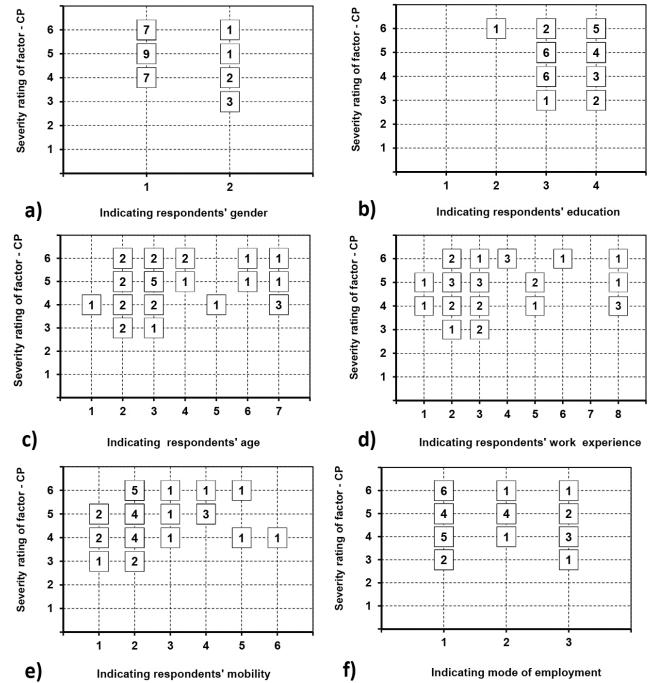 Severity rating of factor - CP
6 7 1
5 9 1
4 7 2
3 3
2
1
1 2
a) Indicating respondents' gender
Severity rating of factor - CP
6 1 2 5
5 6 4
4 6 3
3 1 2
2
1
1 2 3 4
b) Indicating respondents' education
Severity rating of factor - CP
6 2 2 2 1 1
5 2 5 1 1 1
4 1 2 2 1 3
3 2 1
2
1
1 2 3 4 5 6 7
c) Indicating respondents' age
Severity rating of factor - CP
6 2 1 3 1 1
5 1 3 3 2 1
4 1 2 2 1 3
3 1 2
2
1
1 2 3 4 5 6 7 8
d) Indicating respondents' work experience
Severity rating of factor - CP
6 5 1 1 1
5 2 4 1 3
4 2 4 1 1 1
3 1 2
2
1
1 2 3 4 5 6
e) Indicating respondents' mobility
Severity rating of factor - CP
6 6 1 1
5 4 4 2
4 5 1 3
3 2 1
2
1
1 2 3
f) Indicating mode of employment